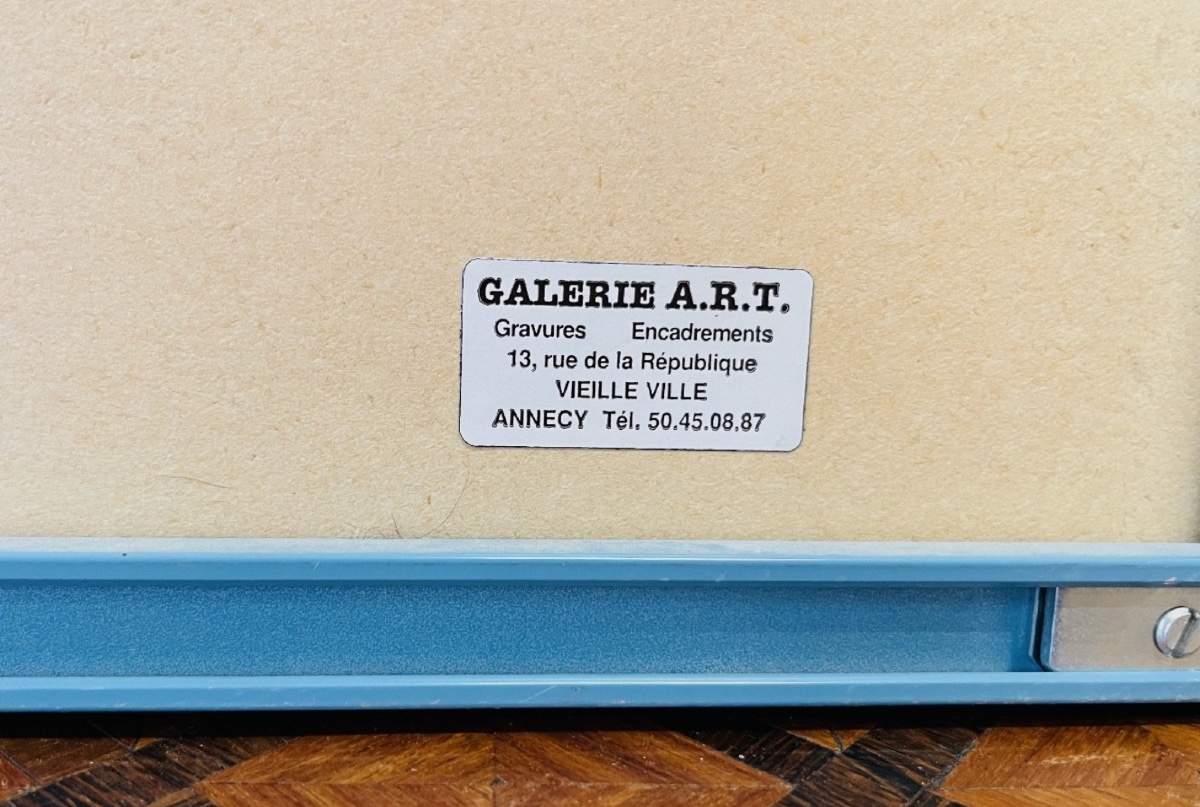 GALERIE A.R.T.
Gravures Encadrements
13, rue de la République
VIEILLE VILLE
ANNECY Tél. 50.45.08.87